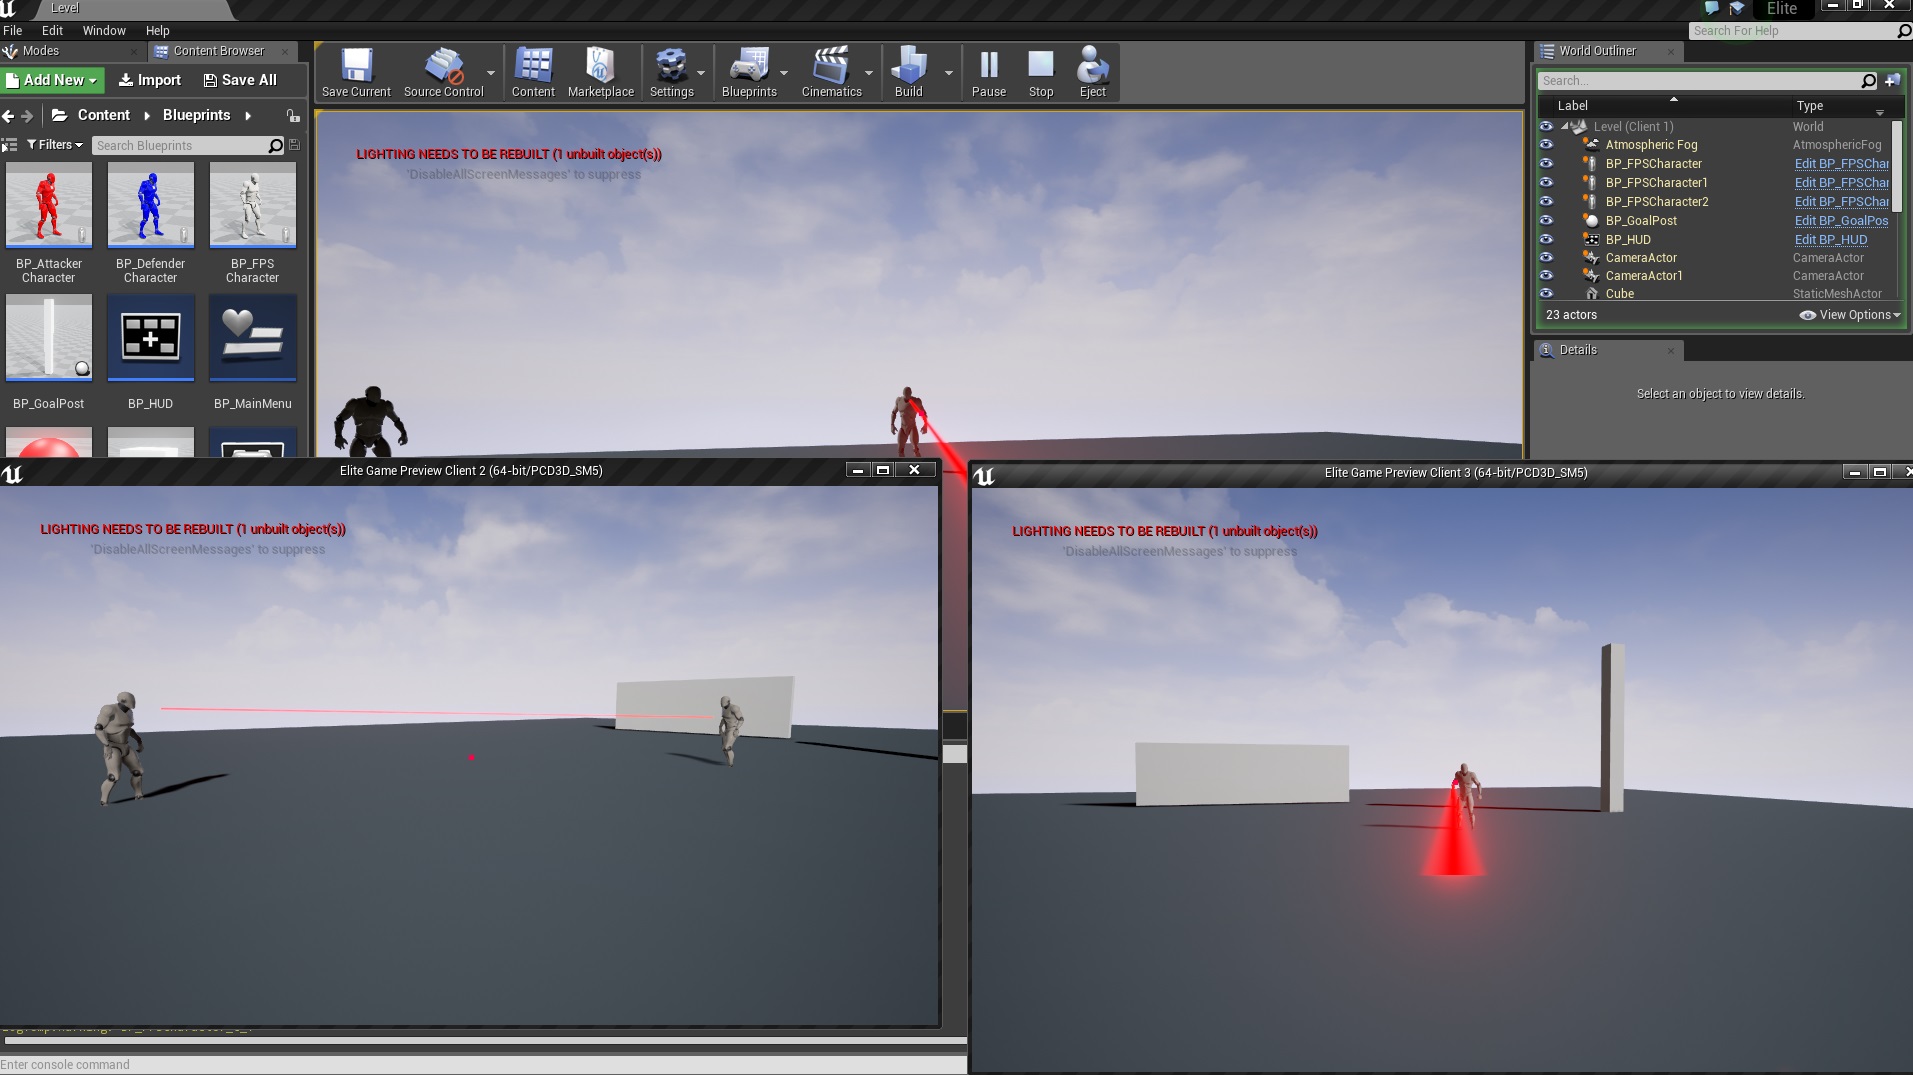 Level
Elite
File Edit Window Help
Search For Help
Modes
Content Browser
World Outliner
Add New
Import
Save All
Save Current
Source Control
Content
Marketplace
Settings
Blueprints
Cinematics
Build
Pause
Stop
Eject
Search...
Content
Blueprints
Label
Type
Filters
Search Blueprints
Level (Client 1) World
Atmospheric Fog AtmosphericFog
BP_FPSCharacter Edit BP_FPSChar
BP_FPSCharacter1 Edit BP_FPSChar
BP_FPSCharacter2 Edit BP_FPSChar
BP_GoalPost Edit BP_GoalPos
BP_HUD Edit BP_HUD
CameraActor CameraActor
CameraActor1 CameraActor
Cube StaticMeshActor
23 actors
View Options
Details
Select an object to view details.
BP_Attacker
Character
BP_Defender
Character
BP_FPS
Character
BP_GoalPost
BP_HUD
BP_MainMenu
LIGHTING NEEDS TO BE REBUILT (1 unbuilt object(s))
'DisableAllScreenMessages' to suppress
Elite Game Preview Client 2 (64-bit/PCD3D_SM5)
LIGHTING NEEDS TO BE REBUILT (1 unbuilt object(s))
'DisableAllScreenMessages' to suppress
Elite Game Preview Client 3 (64-bit/PCD3D_SM5)
LIGHTING NEEDS TO BE REBUILT (1 unbuilt object(s))
'DisableAllScreenMessages' to suppress
Enter console command